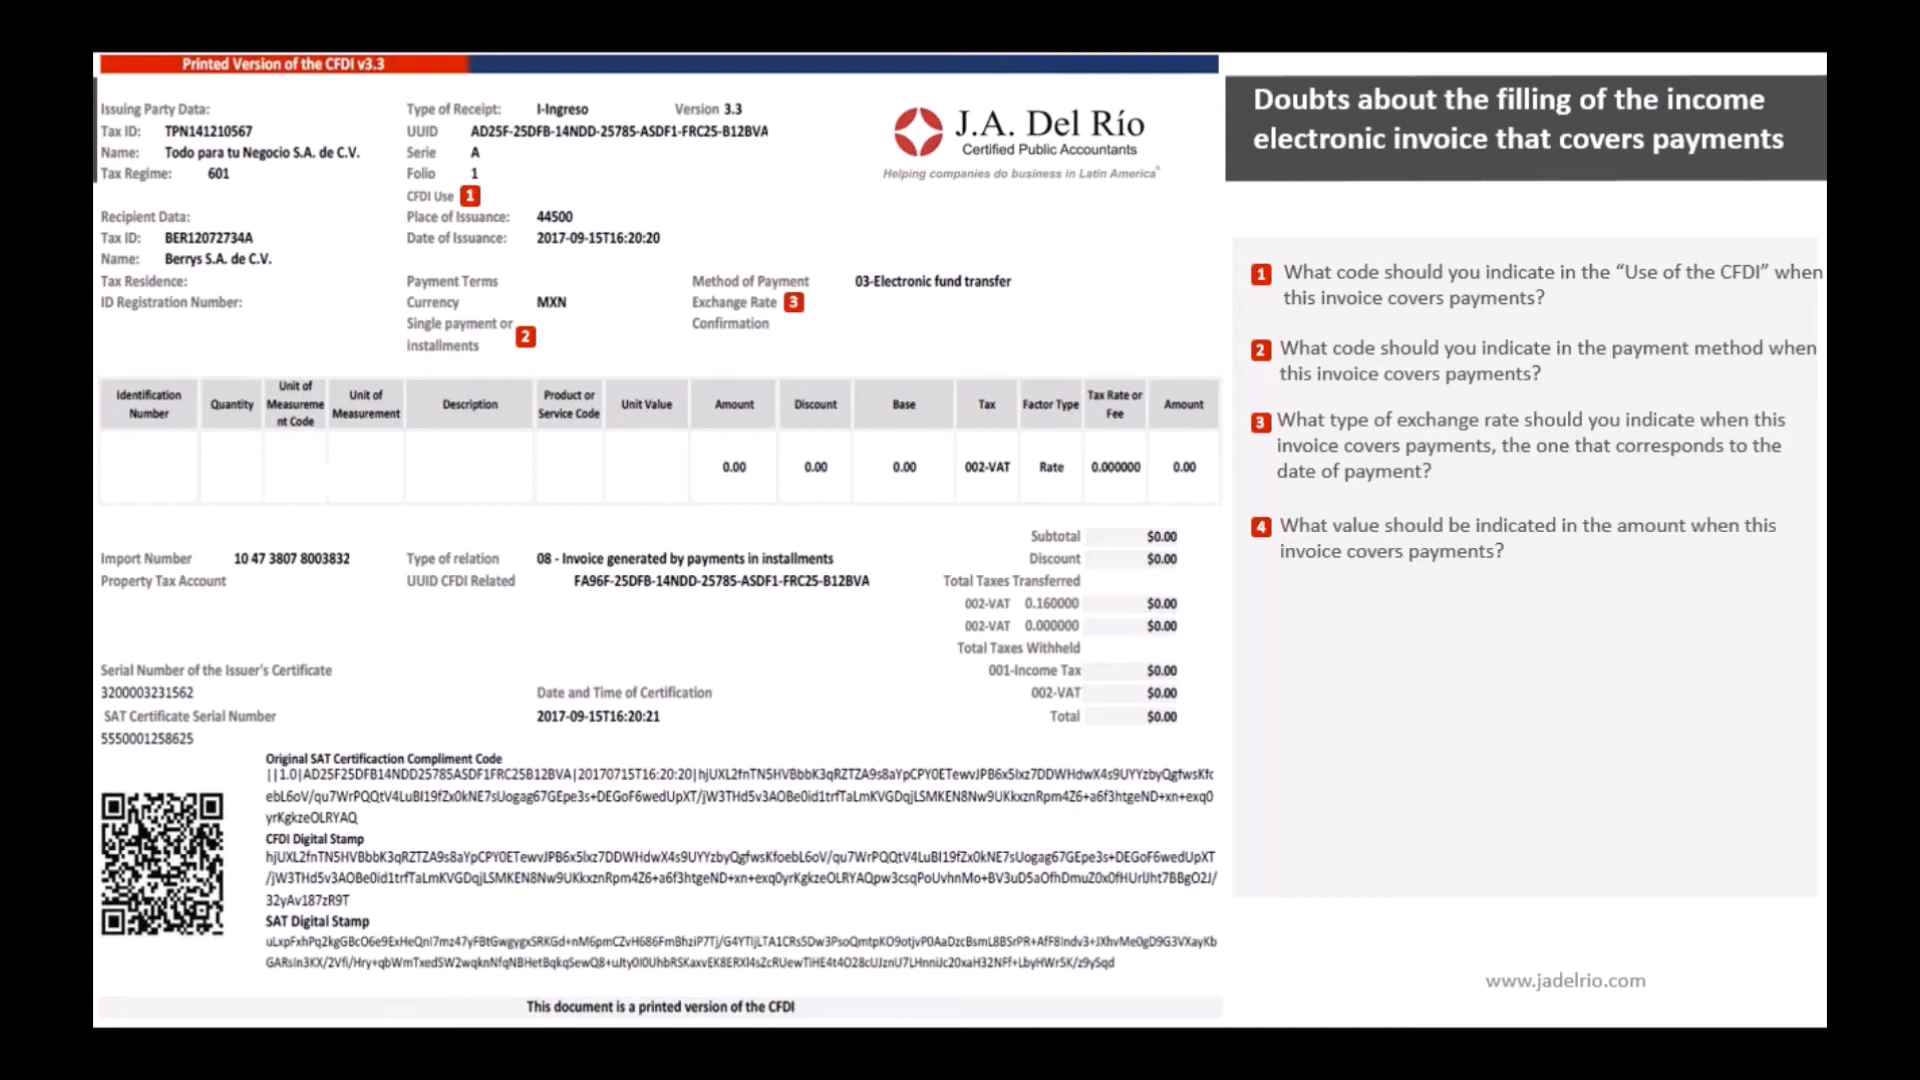 Printed Version of the CFDI v3.3
Issuing Party Data:
Tax ID: TPN141210567
Name: Todo para tu Negocio S.A. de C.V.
Tax Regime: 601
Recipient Data:
Tax ID: BER12072734A
Name: Berrys S.A. de C.V.
Tax Residence:
ID Registration Number:
Type of Receipt: I-Ingreso Version 3.3
UUID AD25F-25DFB-14NDD-25785-ASDF1-FRC25-B12BVA
Serie A
Folio 1
CFDI Use 1
Place of Issuance: 44500
Date of Issuance: 2017-09-15T16:20:20
Payment Terms
Currency MXN
Single payment or
installments 2
Method of Payment 03-Electronic fund transfer
Exchange Rate 3
Confirmation
J.A. Del Río
Certified Public Accountants
Helping companies do business in Latin America®
Identification Number Quantity Unit of Measureme nt Code Unit of Measurement Description Product or Service Code Unit Value Amount Discount Base Tax Factor Type Tax Rate or Fee Amount
0.00 0.00 0.00 002-VAT Rate 0.000000 0.00
Import Number 10 47 3807 8003832
Property Tax Account
Type of relation 08 - Invoice generated by payments in installments
UUID CFDI Related FA96F-25DFB-14NDD-25785-ASDF1-FRC25-B12BVA
Subtotal $0.00
Discount $0.00
Total Taxes Transferred
002-VAT 0.160000 $0.00
002-VAT 0.000000 $0.00
Total Taxes Withheld
001-Income Tax $0.00
002-VAT $0.00
Total $0.00
Serial Number of the Issuer's Certificate
3200003231562
SAT Certificate Serial Number
5550001258625
Date and Time of Certification
2017-09-15T16:20:21
Original SAT Certificaction Compliment Code
CFDI Digital Stamp
SAT Digital Stamp
This document is a printed version of the CFDI
Doubts about the filling of the income
electronic invoice that covers payments
1 What code should you indicate in the “Use of the CFDI” when
this invoice covers payments?
2 What code should you indicate in the payment method when
this invoice covers payments?
3 What type of exchange rate should you indicate when this
invoice covers payments, the one that corresponds to the
date of payment?
4 What value should be indicated in the amount when this
invoice covers payments?
www.jadelrio.com